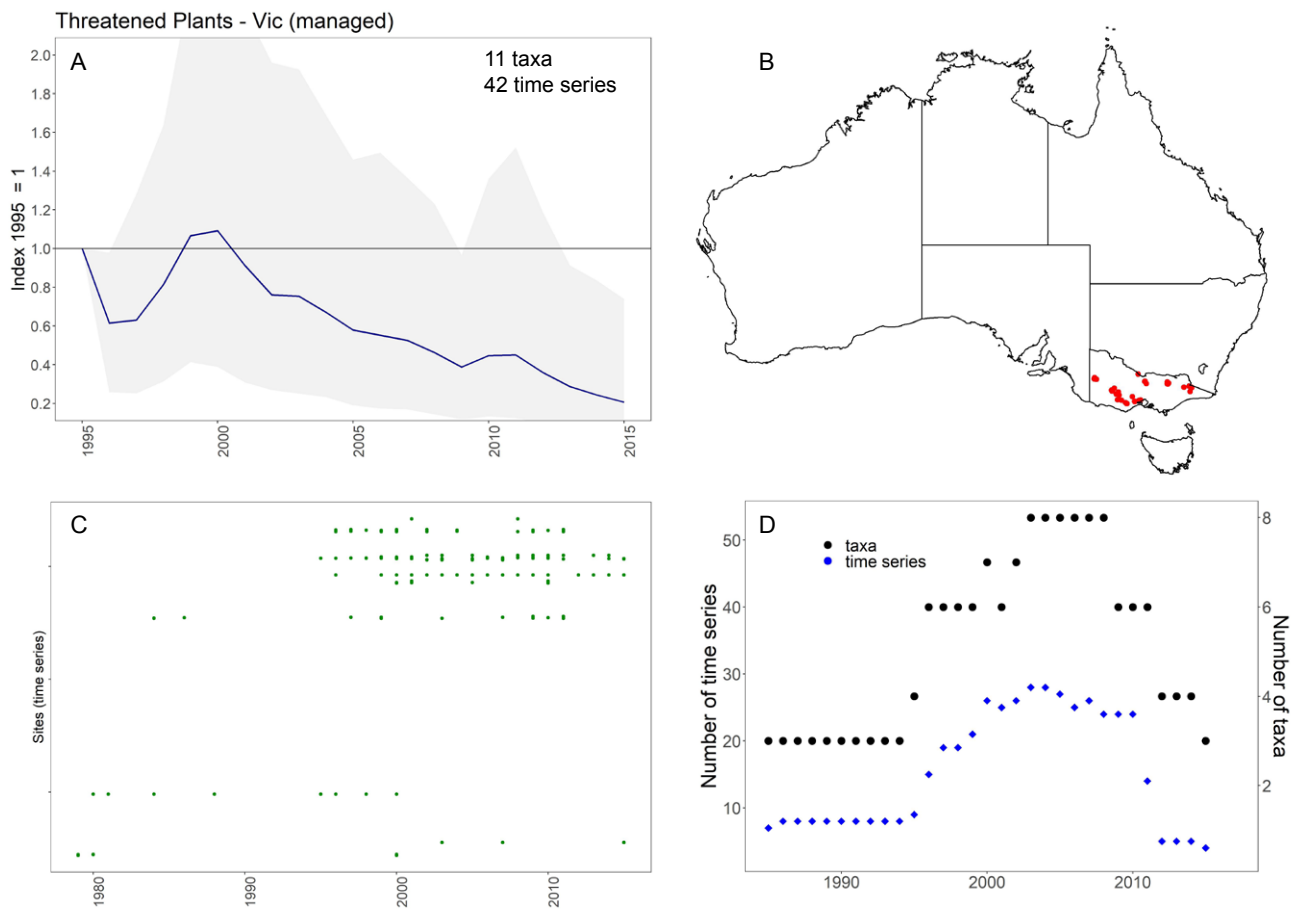 Threatened Plants - Vic (managed)
A
11 taxa
42 time series
Index 1995 = 1
2.0
1.8
1.6
1.4
1.2
1.0
0.8
0.6
0.4
0.2
1995
2000
2005
2010
2015
B
C
Sites (time series)
1980
1990
2000
2010
D
taxa
time series
Number of time series
50
40
30
20
10
Number of taxa
8
6
4
2
1990
2000
2010